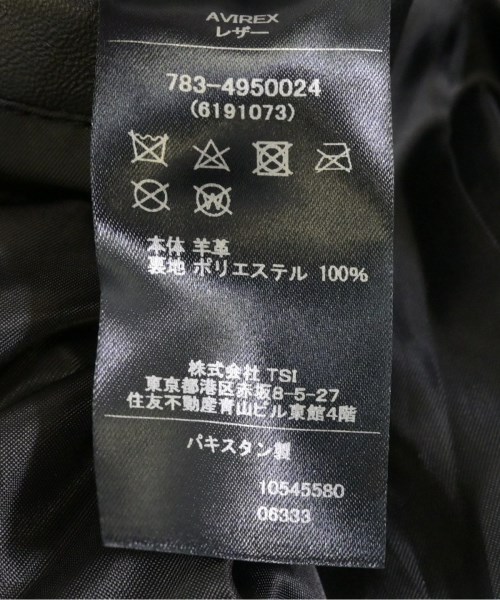 AVIREX
レザー
783-4950024
(6191073)
本体 羊革
裏地 ポリエステル 100%
株式会社 TSI
東京都港区赤坂8-5-27
住友不動産青山ビル東館4階
パキスタン製
10545580
06333